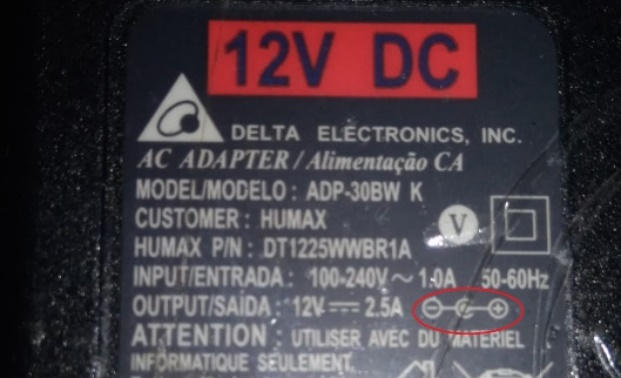 12V DC
DELTA ELECTRONICS, INC.
AC ADAPTER / Alimentação CA
MODEL/MODELO : ADP-30BW K
CUSTOMER : HUMAX
V
HUMAX P/N : DT1225WWBR1A
INPUT/ENTRADA : 100-240V ~ 1.0A 50-60Hz
OUTPUT/SAÍDA : 12V ⎓ 2.5A
ATTENTION : UTILISER AVEC DU MATERIEL
INFORMATIQUE SEULEMENT.